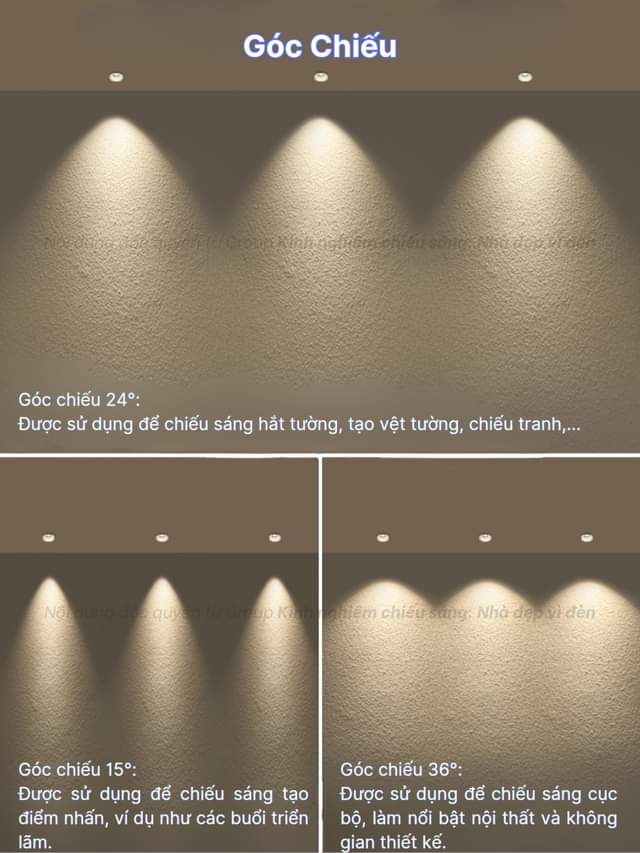 Góc Chiếu
Nội dung độc quyền từ Group Kinh nghiệm chiếu sáng: Nhà đẹp vì đèn
Góc chiếu 24°:
Được sử dụng để chiếu sáng hắt tường, tạo vệt tường, chiếu tranh,...
Nội dung độc quyền từ Group Kinh nghiệm chiếu sáng: Nhà đẹp vì đèn
Góc chiếu 15°:
Được sử dụng để chiếu sáng tạo
điểm nhấn, ví dụ như các buổi triển
lãm.
Góc chiếu 36°:
Được sử dụng để chiếu sáng cục
bộ, làm nổi bật nội thất và không
gian thiết kế.